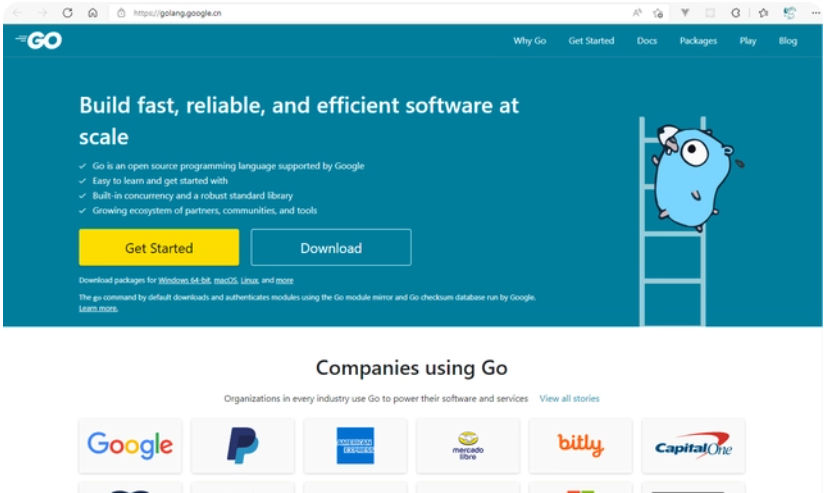 https://golang.google.cn
GO
Why Go Get Started Docs Packages Play Blog
Build fast, reliable, and efficient software at
scale
Go is an open source programming language supported by Google
Easy to learn and get started with
Built-in concurrency and a robust standard library
Growing ecosystem of partners, communities, and tools
Get Started Download
Download packages for Windows 64-bit, macOS, Linux, and more
The go command by default downloads and authenticates modules using the Go module mirror and Go checksum database run by Google.
Learn more.
Companies using Go
Organizations in every industry use Go to power their software and services View all stories
Google AMERICAN EXPRESS mercado libre bitly Capital One